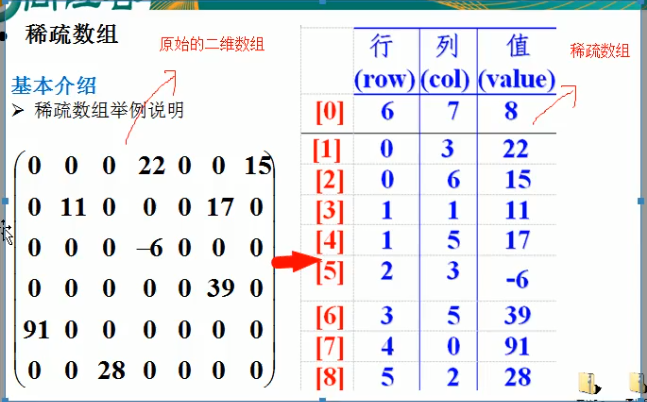 稀疏数组
原始的二维数组
基本介绍
➤ 稀疏数组举例说明
0 0 0 22 0 0 15
0 11 0 0 0 17 0
0 0 0 –6 0 0 0
0 0 0 0 0 39 0
91 0 0 0 0 0 0
0 0 28 0 0 0 0
行 列 值
(row) (col) (value)
稀疏数组
[0] 6 7 8
[1] 0 3 22
[2] 0 6 15
[3] 1 1 11
[4] 1 5 17
[5] 2 3 -6
[6] 3 5 39
[7] 4 0 91
[8] 5 2 28